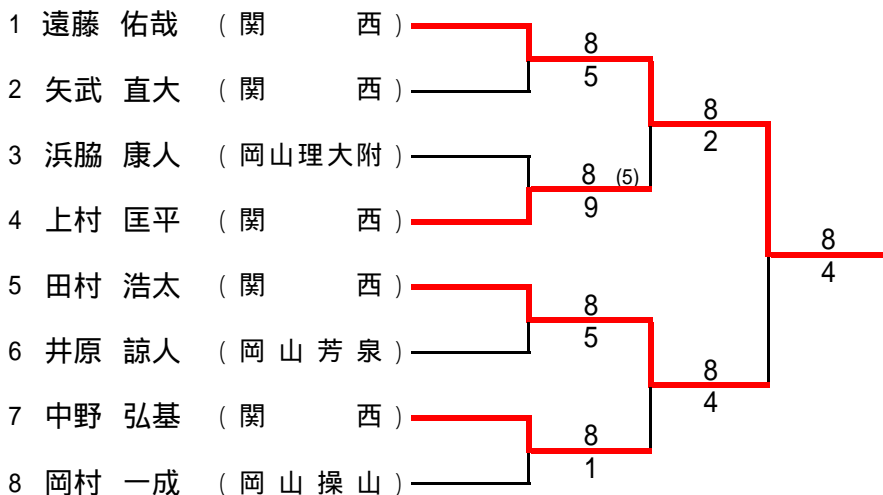 1 遠藤 佑哉 ( 関 西 )
8
5
2 矢武 直大 ( 関 西 )
8
2
3 浜脇 康人 ( 岡山理大附 )
8 (5)
9
4 上村 匡平 ( 関 西 )
8
4
5 田村 浩太 ( 関 西 )
8
5
6 井原 諒人 ( 岡山芳泉 )
8
4
7 中野 弘基 ( 関 西 )
8
1
8 岡村 一成 ( 岡山操山 )